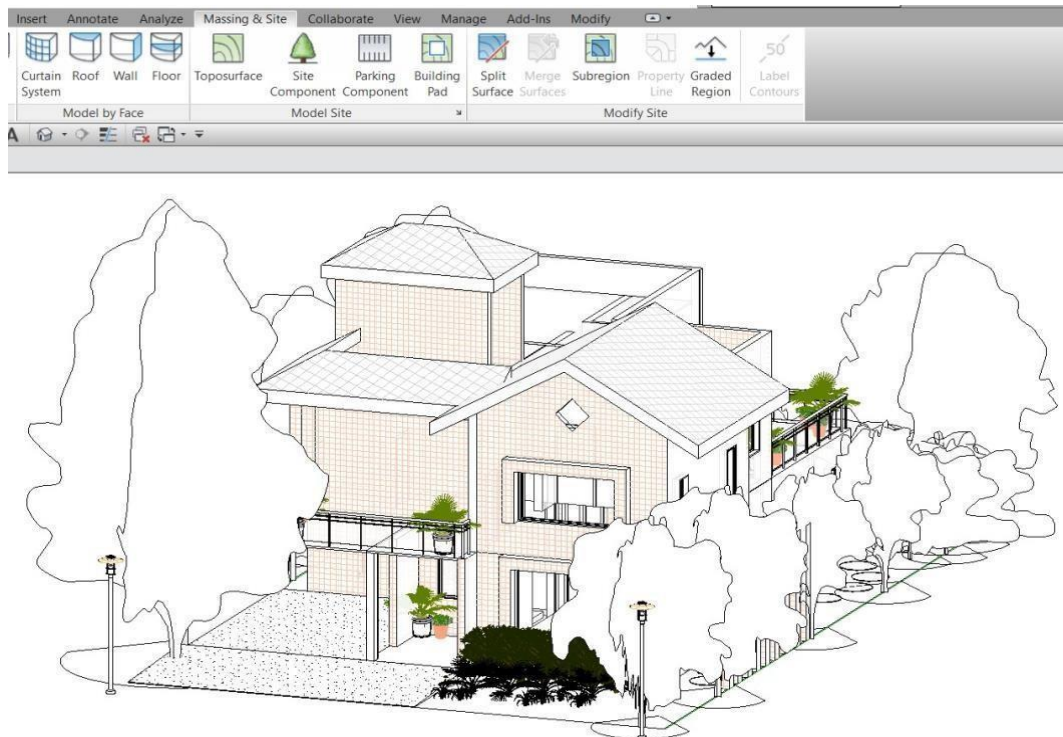 Insert Annotate Analyze Massing & Site Collaborate View Manage Add-Ins Modify
Curtain System Roof Wall Floor Toposurface Site Component Parking Component Building Pad Split Surface Merge Surfaces Subregion Property Line Graded Region Label Contours
50
Model by Face Model Site Modify Site
A